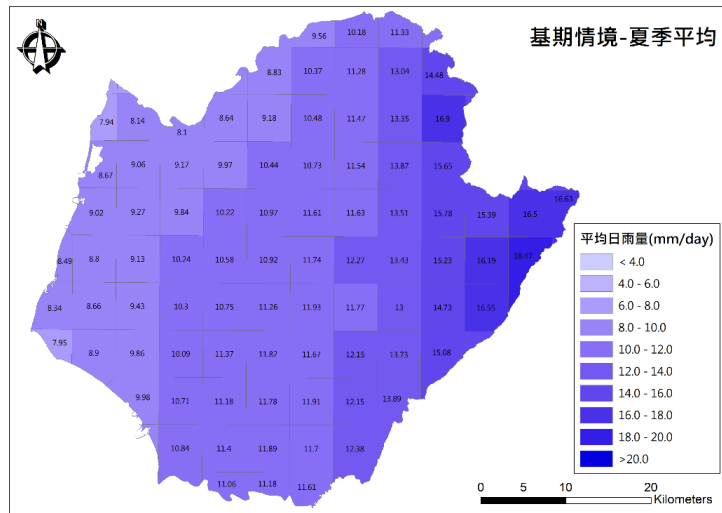 N
基期情境-夏季平均
9.56 10.18 11.33
8.83 10.37 11.28 13.04 14.48
7.94 8.14 8.1 8.64 9.18 10.48 11.47 13.35 16.9
8.67 9.06 9.17 9.97 10.44 10.73 11.54 13.87 15.65
9.02 9.27 9.84 10.22 10.97 11.61 11.63 13.51 15.78 15.39 16.5 16.63
8.49 8.8 9.13 10.24 10.58 10.92 11.74 12.27 13.43 15.23 16.19 18.47
8.34 8.66 9.43 10.3 10.75 11.26 11.93 11.77 13 14.73 16.55
7.95 8.9 9.86 10.09 11.37 11.82 11.67 12.15 13.73 15.08
9.98 10.71 11.18 11.78 11.91 12.15 13.89
10.84 11.4 11.89 11.7 12.38
11.06 11.18 11.61
平均日雨量(mm/day)
< 4.0
4.0 - 6.0
6.0 - 8.0
8.0 - 10.0
10.0 - 12.0
12.0 - 14.0
14.0 - 16.0
16.0 - 18.0
18.0 - 20.0
>20.0
0 5 10 20
Kilometers